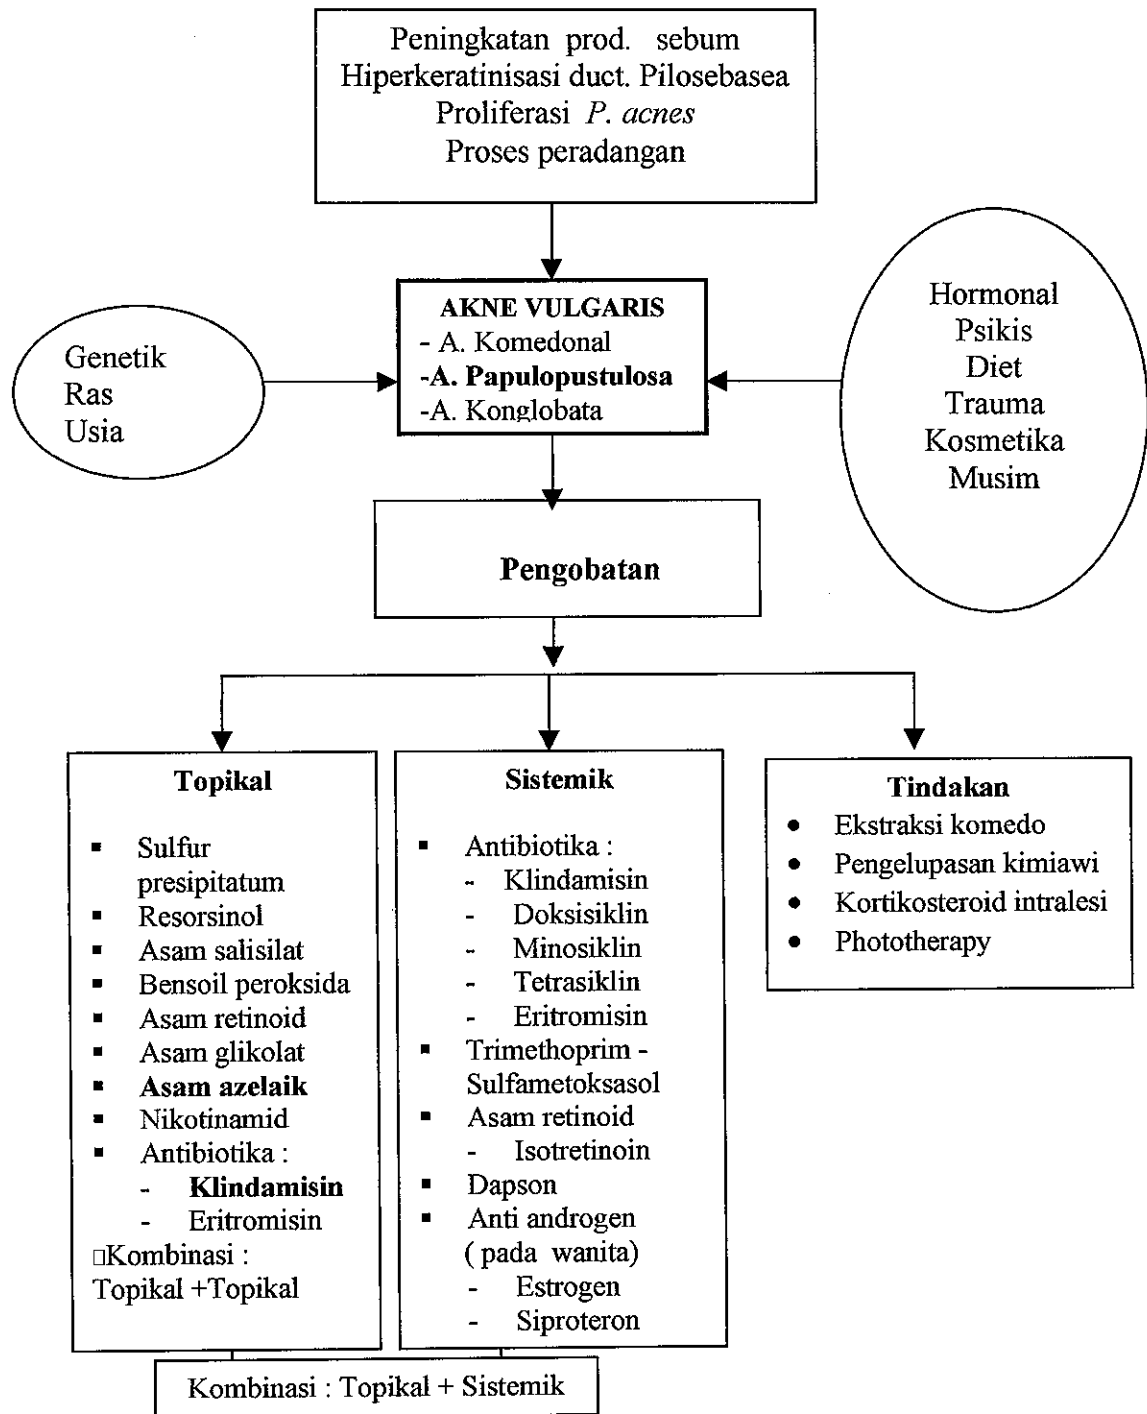 Peningkatan prod. sebum
Hiperkeratinisasi duct. Pilosebasea
Proliferasi P. acnes
Proses peradangan
Genetik
Ras
Usia
AKNE VULGARIS
- A. Komedonal
-A. Papulopustulosa
-A. Konglobata
Hormonal
Psikis
Diet
Trauma
Kosmetika
Musim
Pengobatan
Topikal
▪ Sulfur
presipitatum
▪ Resorsinol
▪ Asam salisilat
▪ Bensoil peroksida
▪ Asam retinoid
▪ Asam glikolat
▪ Asam azelaik
▪ Nikotinamid
▪ Antibiotika :
- Klindamisin
- Eritromisin
□Kombinasi :
Topikal +Topikal
Sistemik
▪ Antibiotika :
- Klindamisin
- Doksisiklin
- Minosiklin
- Tetrasiklin
- Eritromisin
▪ Trimethoprim -
Sulfametoksasol
▪ Asam retinoid
- Isotretinoin
▪ Dapson
▪ Anti androgen
( pada wanita)
- Estrogen
- Siproteron
Tindakan
● Ekstraksi komedo
● Pengelupasan kimiawi
● Kortikosteroid intralesi
● Phototherapy
Kombinasi : Topikal + Sistemik